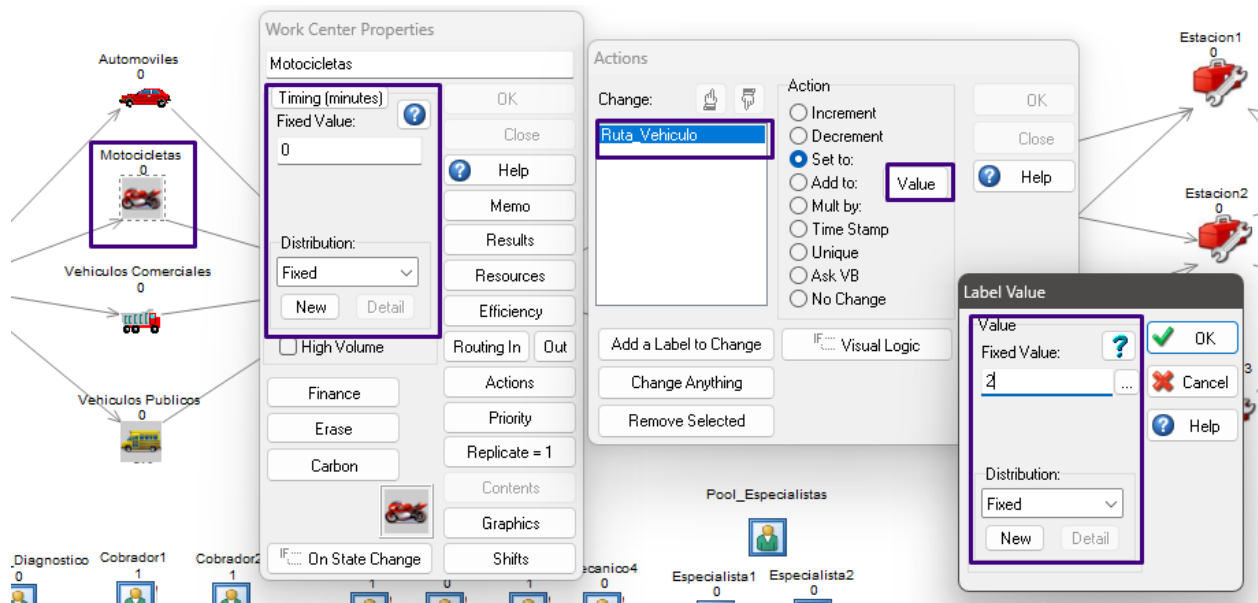 Automoviles
0
Motocicletas
0
Vehiculos Comerciales
0
Vehiculos Publicos
0
Work Center Properties
Motocicletas
Timing (minutes)
Fixed Value:
?
0
Distribution:
Fixed
New
Detail
High Volume
Finance
Erase
Carbon
IF On State Change
OK
Close
? Help
Memo
Results
Resources
Efficiency
Routing In
Out
Actions
Priority
Replicate = 1
Contents
Graphics
Shifts
Actions
Change:
Ruta_Vehiculo
Add a Label to Change
Change Anything
Remove Selected
Action
Increment
Decrement
Set to:
Add to:
Value
Mult by:
Time Stamp
Unique
Ask VB
No Change
IF Visual Logic
OK
Close
? Help
Estacion1
0
Estacion2
0
3
Label Value
Value
Fixed Value:
?
2
...
Distribution:
Fixed
New
Detail
OK
Cancel
? Help
Pool_Especialistas
_Diagnostico
0
Cobrador1
1
Cobrador2
1
1
0
1
ecanico4
0
Especialista1
0
Especialista2
0